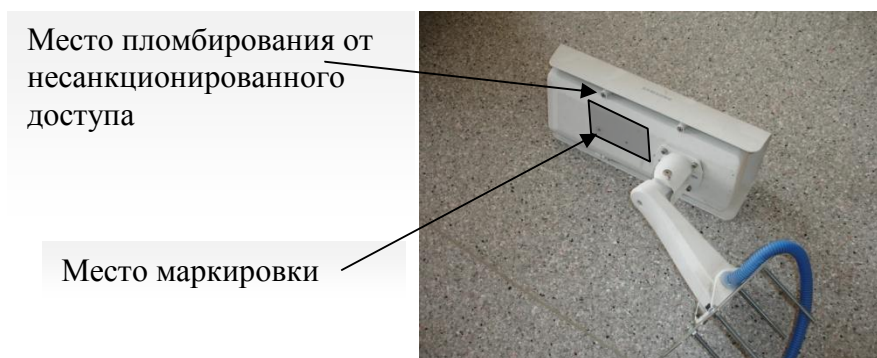 Место пломбирования от
несанкционированного
доступа
Место маркировки